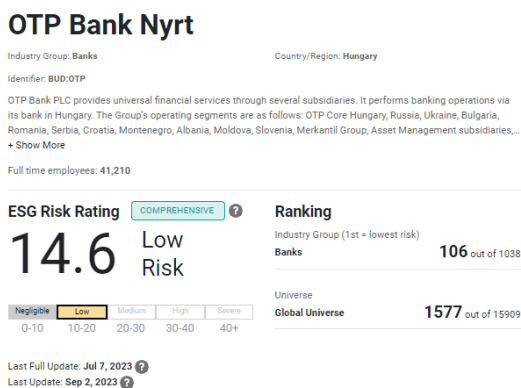 OTP Bank Nyrt
Industry Group: Banks
Country/Region: Hungary
Identifier: BUD:OTP
OTP Bank PLC provides universal financial services through several subsidiaries. It performs banking operations via
its bank in Hungary. The Group's operating segments are as follows: OTP Core Hungary, Russia, Ukraine, Bulgaria,
Romania, Serbia, Croatia, Montenegro, Albania, Moldova, Slovenia, Merkantil Group, Asset Management subsidiaries,...
+ Show More
Full time employees: 41,210
ESG Risk Rating
COMPREHENSIVE ?
14.6
Low
Risk
Negligible Low Medium High Severe
0-10 10-20 20-30 30-40 40+
Last Full Update: Jul 7, 2023 ?
Last Update: Sep 2, 2023 ?
Ranking
Industry Group (1st = lowest risk)
Banks 106 out of 1038
Universe
Global Universe 1577 out of 15909